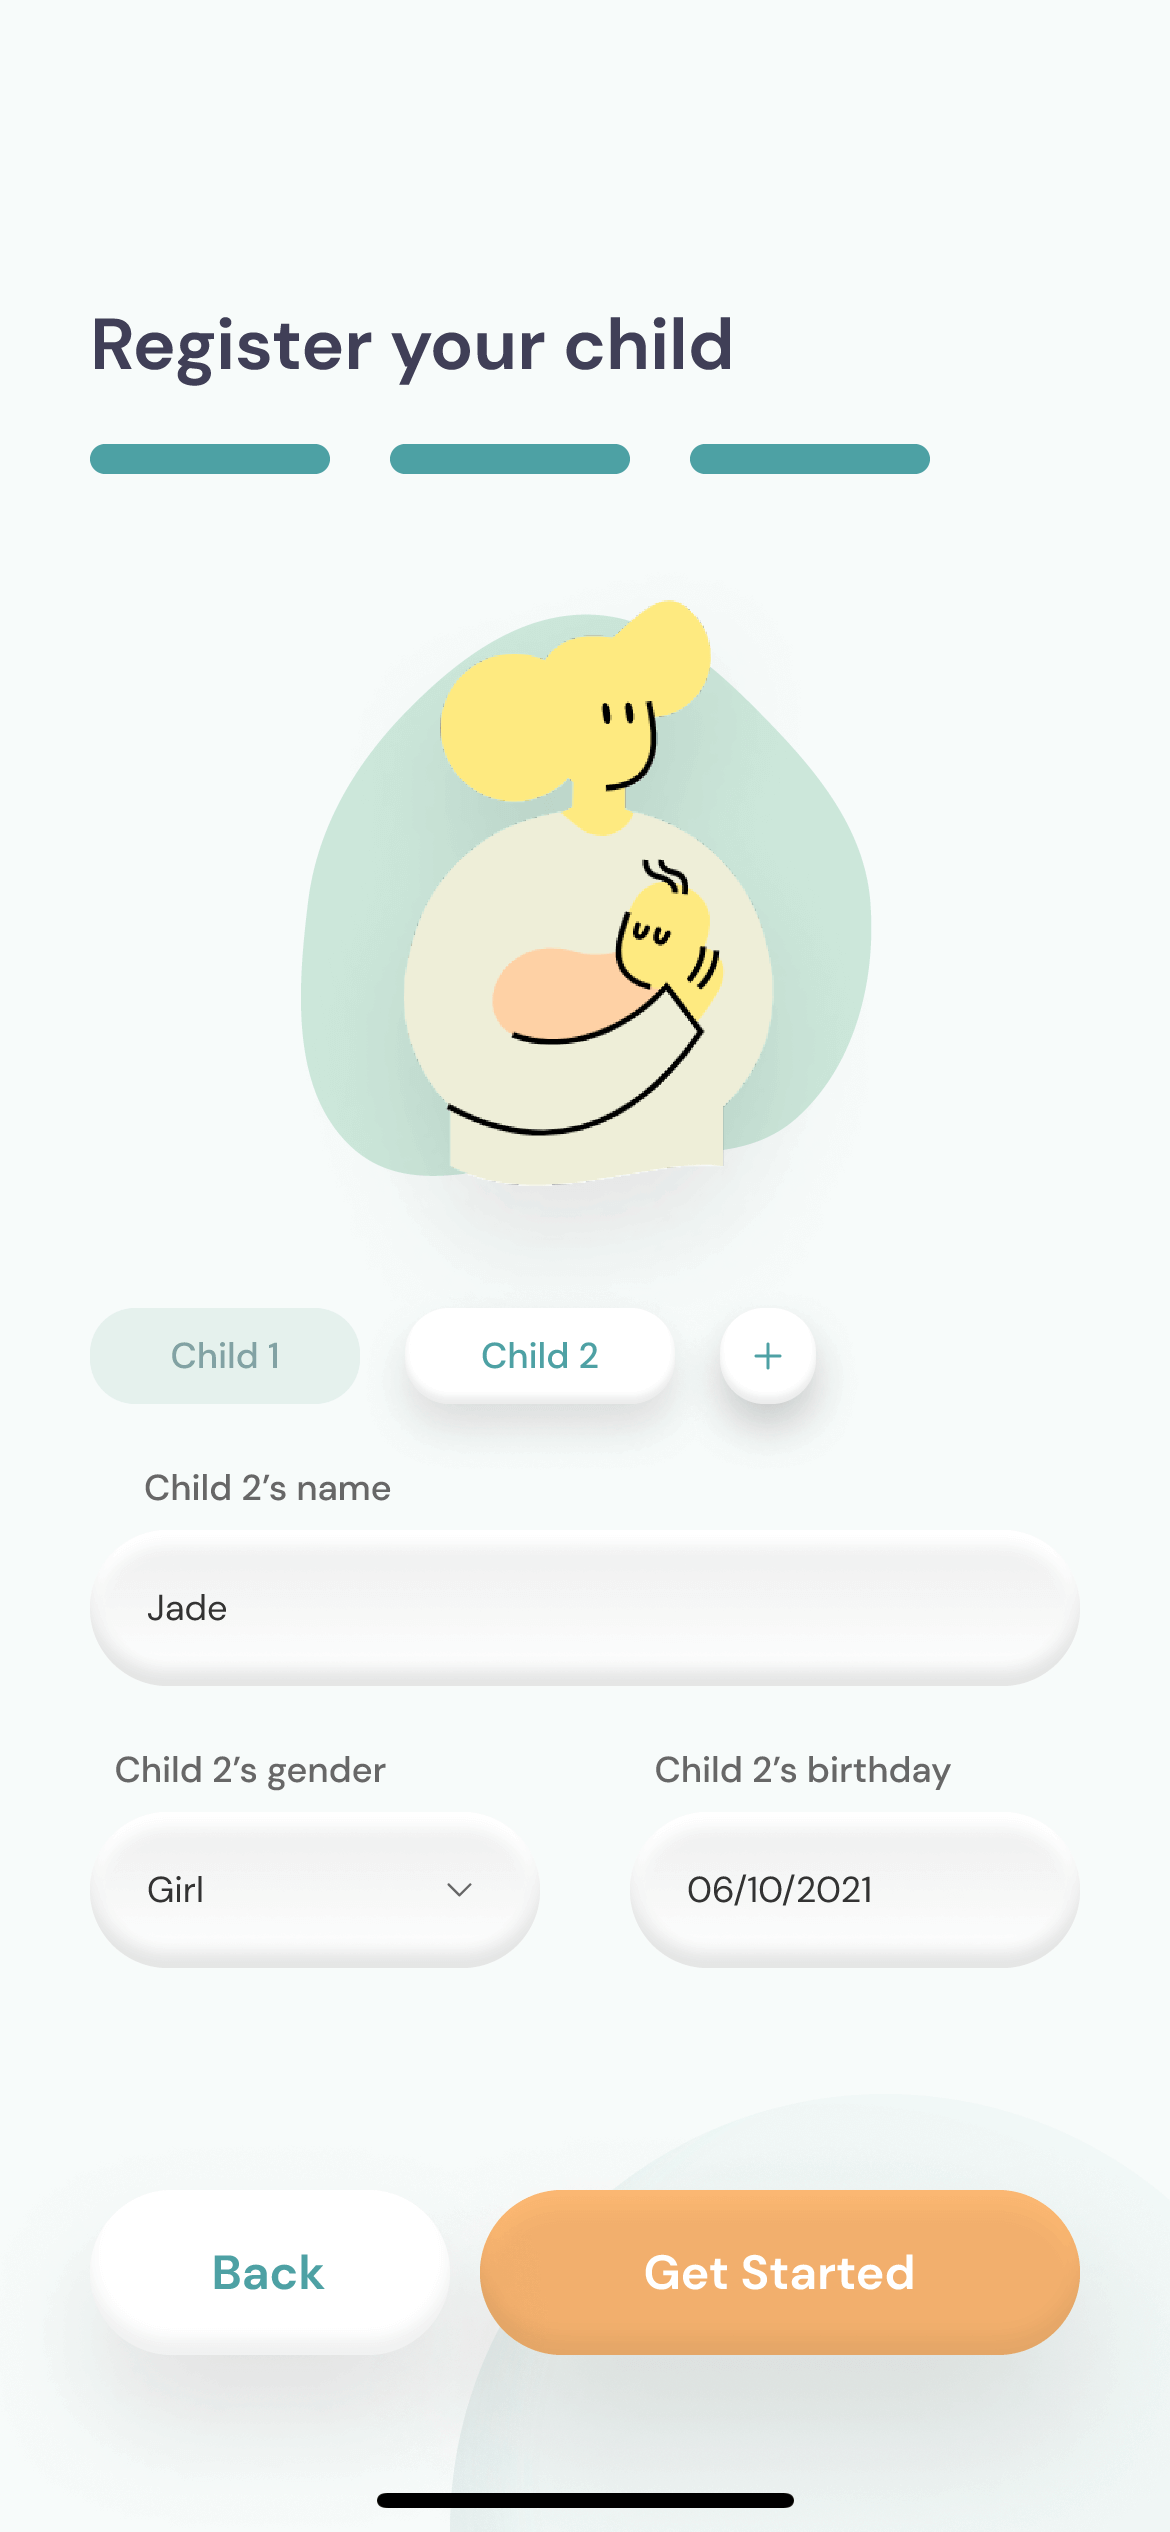 Register your child
Child 1
Child 2
+
Child 2’s name
Jade
Child 2’s gender
Child 2’s birthday
Girl
06/10/2021
Back
Get Started